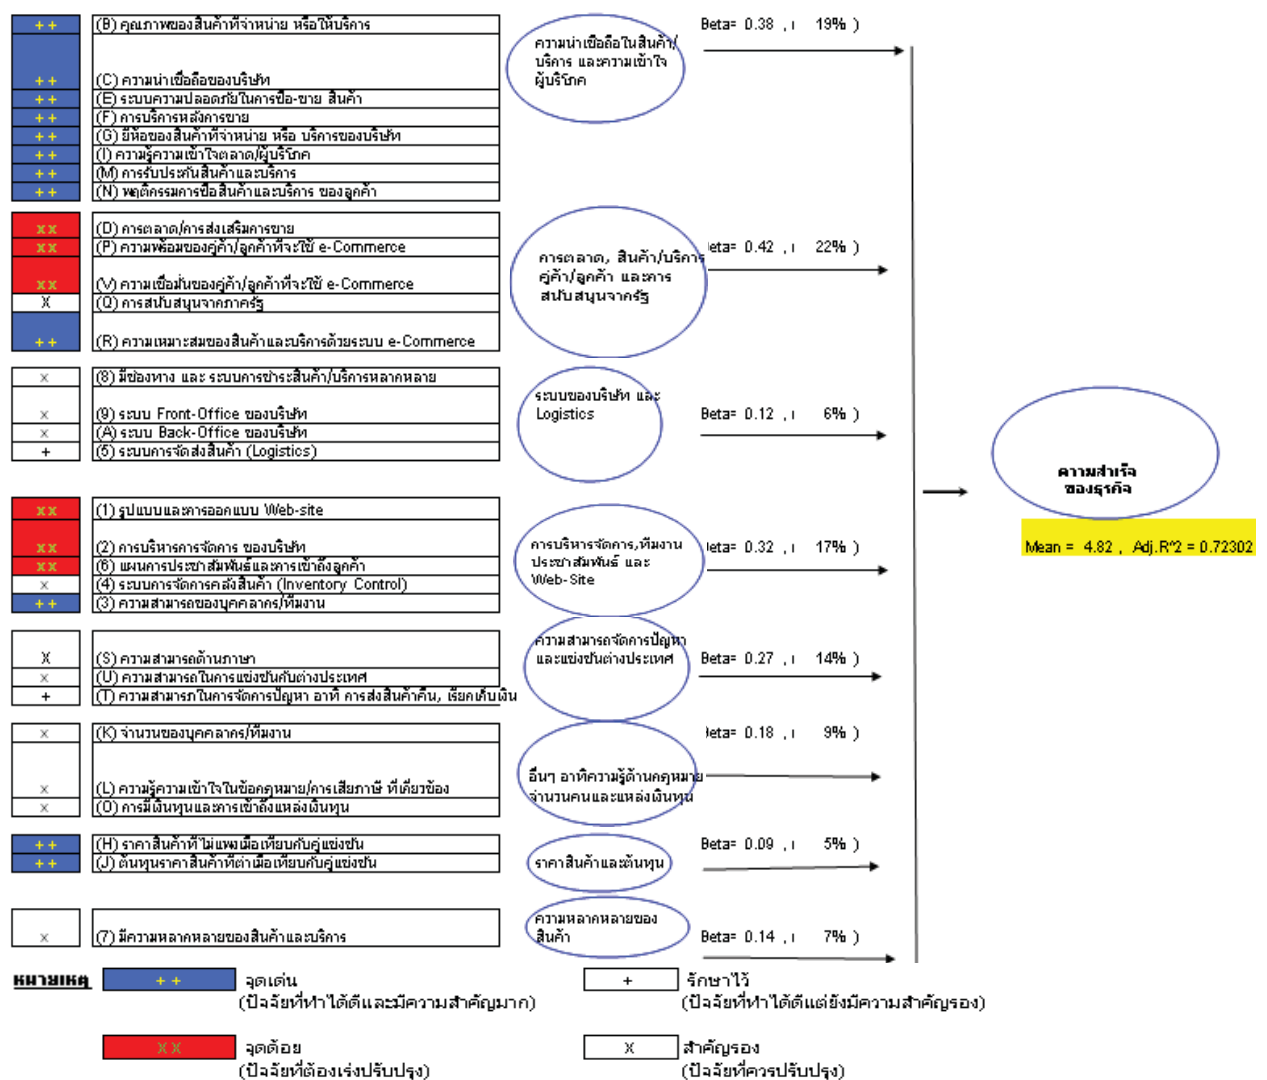 ++ (B) คุณภาพของสินค้าที่จำหน่าย หรือให้บริการ
++ (C) ความน่าเชื่อถือของบริษัท
++ (E) ระบบความปลอดภัยในการซื้อ-ขาย สินค้า
++ (F) การบริการหลังการขาย
++ (G) ยี่ห้อของสินค้าที่จำหน่าย หรือ บริการของบริษัท
++ (I) ความรู้ความเข้าใจตลาด/ผู้บริโภค
++ (M) การรับประกันสินค้าและบริการ
++ (N) พฤติกรรมการซื้อสินค้าและบริการ ของลูกค้า
ความน่าเชื่อถือในสินค้า/
บริการ และความเข้าใจ
ผู้บริโภค
Beta= 0.38 , ( 19% )
xx (D) การตลาด/การส่งเสริมการขาย
xx (P) ความพร้อมของคู่ค้า/ลูกค้าที่จะใช้ e-Commerce
xx (V) ความเชื่อมั่นของคู่ค้า/ลูกค้าที่จะใช้ e-Commerce
X (Q) การสนับสนุนจากภาครัฐ
++ (R) ความเหมาะสมของสินค้าและบริการด้วยระบบ e-Commerce
การตลาด, สินค้า/บริการ
คู่ค้า/ลูกค้า และการ
สนับสนุนจากรัฐ
eta= 0.42 , ( 22% )
x (8) มีช่องทาง และ ระบบการชำระสินค้า/บริการหลากหลาย
x (9) ระบบ Front-Office ของบริษัท
x (A) ระบบ Back-Office ของบริษัท
+ (5) ระบบการจัดส่งสินค้า (Logistics)
ระบบของบริษัท และ
Logistics
Beta= 0.12 , ( 6% )
xx (1) รูปแบบและการออกแบบ Web-site
xx (2) การบริหารการจัดการ ของบริษัท
xx (6) แผนการประชาสัมพันธ์และการเข้าถึงลูกค้า
x (4) ระบบการจัดการคลังสินค้า (Inventory Control)
++ (3) ความสามารถของบุคคลากร/ทีมงาน
การบริหารจัดการ,ทีมงาน
ประชาสัมพันธ์ และ
Web-Site
eta= 0.32 , ( 17% )
X (S) ความสามารถด้านภาษา
x (U) ความสามารถในการแข่งขันกับต่างประเทศ
+ (T) ความสามารถในการจัดการปัญหา อาทิ การส่งสินค้าคืน, เรียกเก็บเงิน
ความสามารถจัดการปัญหา
และแข่งขันต่างประเทศ
Beta= 0.27 , ( 14% )
x (K) จำนวนของบุคคลากร/ทีมงาน
x (L) ความรู้ความเข้าใจในข้อกฎหมาย/การเสียภาษี ที่เกี่ยวข้อง
x (O) การมีเงินทุนและการเข้าถึงแหล่งเงินทุน
อื่นๆ อาทิความรู้ด้านกฎหมาย
จำนวนคนและแหล่งเงินทุน
eta= 0.18 , ( 9% )
++ (H) ราคาสินค้าที่ไม่แพงเมื่อเทียบกับคู่แข่งขัน
++ (J) ต้นทุนราคาสินค้าที่ต่ำเมื่อเทียบกับคู่แข่งขัน
ราคาสินค้าและต้นทุน
Beta= 0.09 , ( 5% )
x (7) มีความหลากหลายของสินค้าและบริการ
ความหลากหลายของ
สินค้า
Beta= 0.14 , ( 7% )
ความสำเร็จ
ของธุรกิจ
Mean = 4.82 , Adj.R^2 = 0.72302
หมายเหตุ ++ จุดเด่น
(ปัจจัยที่ทำได้ดีและมีความสำคัญมาก)
+ รักษาไว้
(ปัจจัยที่ทำได้ดีแต่ยังมีความสำคัญรอง)
XX จุดด้อย
(ปัจจัยที่ต้องเร่งปรับปรุง)
X สำคัญรอง
(ปัจจัยที่ควรปรับปรุง)